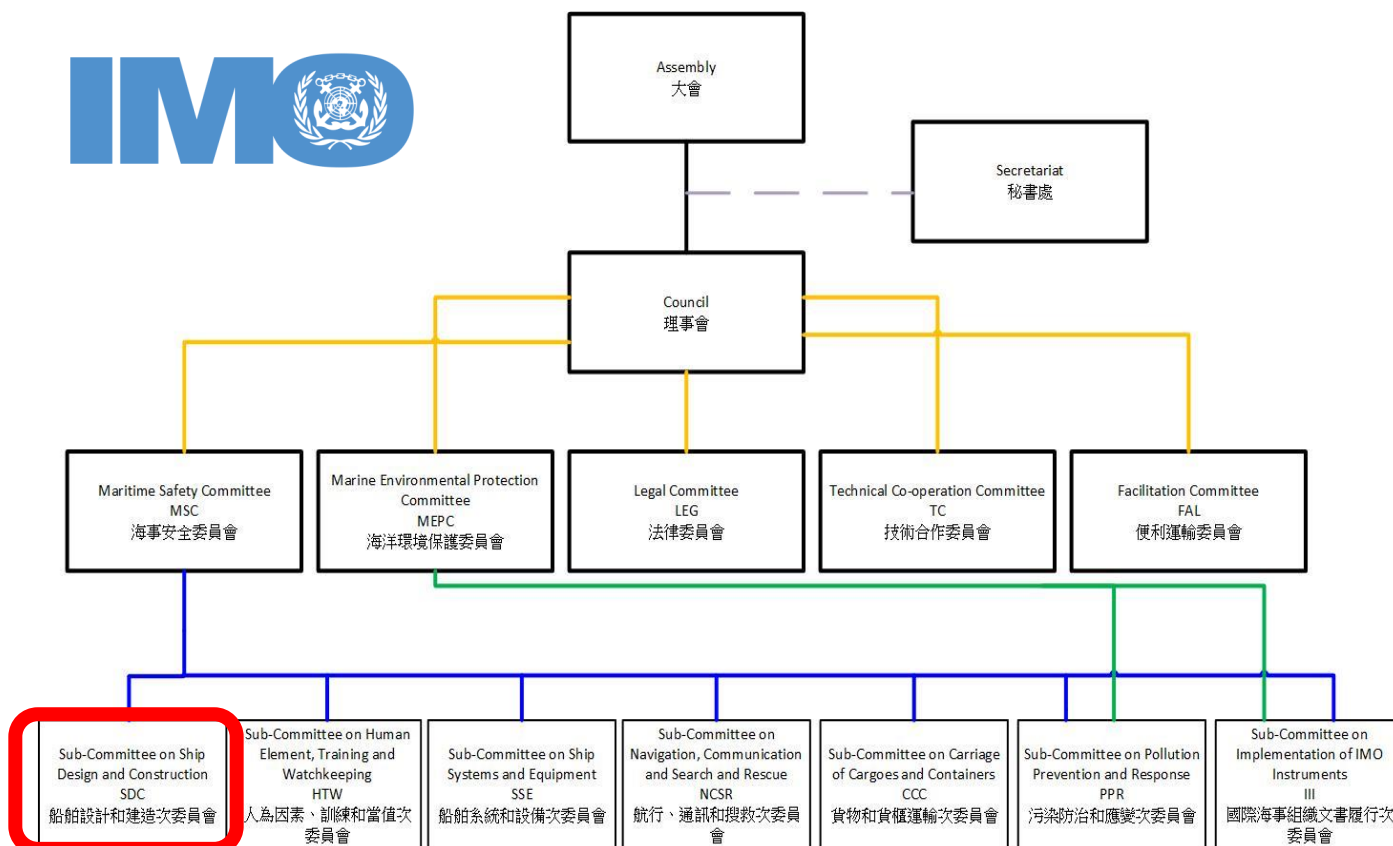 IMO
Assembly
大會
Secretariat
秘書處
Council
理事會
Maritime Safety Committee
MSC
海事安全委員會
Marine Environmental Protection
Committee
MEPC
海洋環境保護委員會
Legal Committee
LEG
法律委員會
Technical Co-operation Committee
TC
技術合作委員會
Facilitation Committee
FAL
便利運輸委員會
Sub-Committee on Ship
Design and Construction
SDC
船舶設計和建造次委員會
Sub-Committee on Human
Element, Training and
Watchkeeping
HTW
人為因素、訓練和當值次
委員會
Sub-Committee on Ship
Systems and Equipment
SSE
船舶系統和設備次委員會
Sub-Committee on
Navigation, Communication
and Search and Rescue
NCSR
航行、通訊和搜救次委員
會
Sub-Committee on Carriage
of Cargoes and Containers
CCC
貨物和貨櫃運輸次委員會
Sub-Committee on Pollution
Prevention and Response
PPR
污染防治和應變次委員會
Sub-Committee on
Implementation of IMO
Instruments
III
國際海事組織文書履行次
委員會